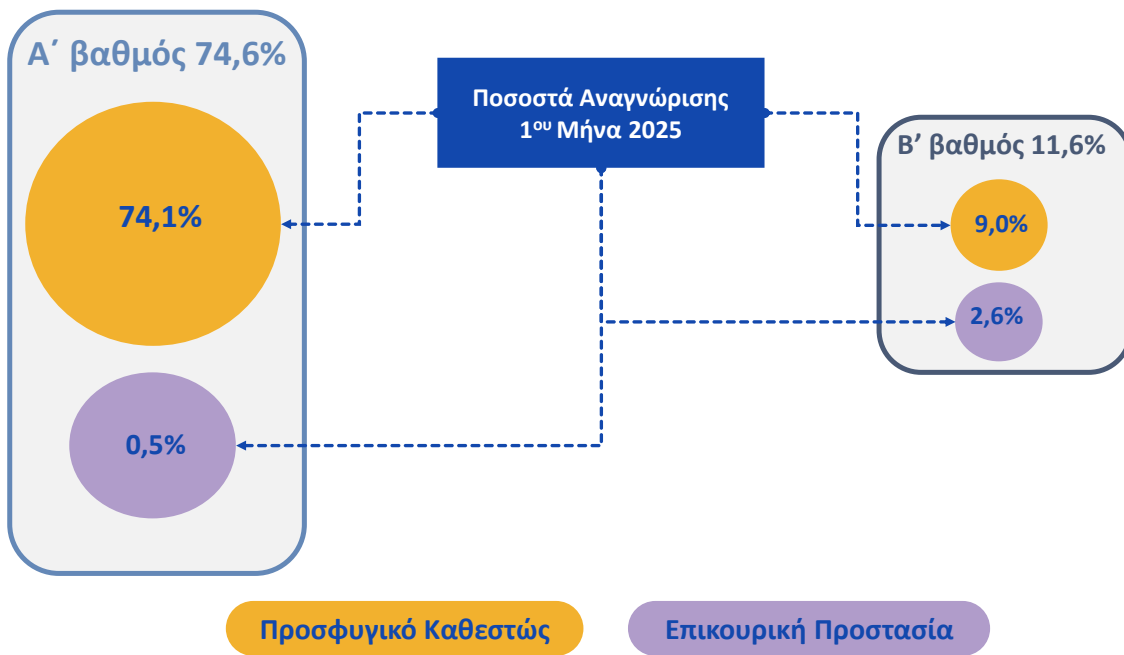 Α΄ βαθμός 74,6%
74,1%
0,5%
Ποσοστά Αναγνώρισης
1ου Μήνα 2025
Β’ βαθμός 11,6%
9,0%
2,6%
Προσφυγικό Καθεστώς
Επικουρική Προστασία